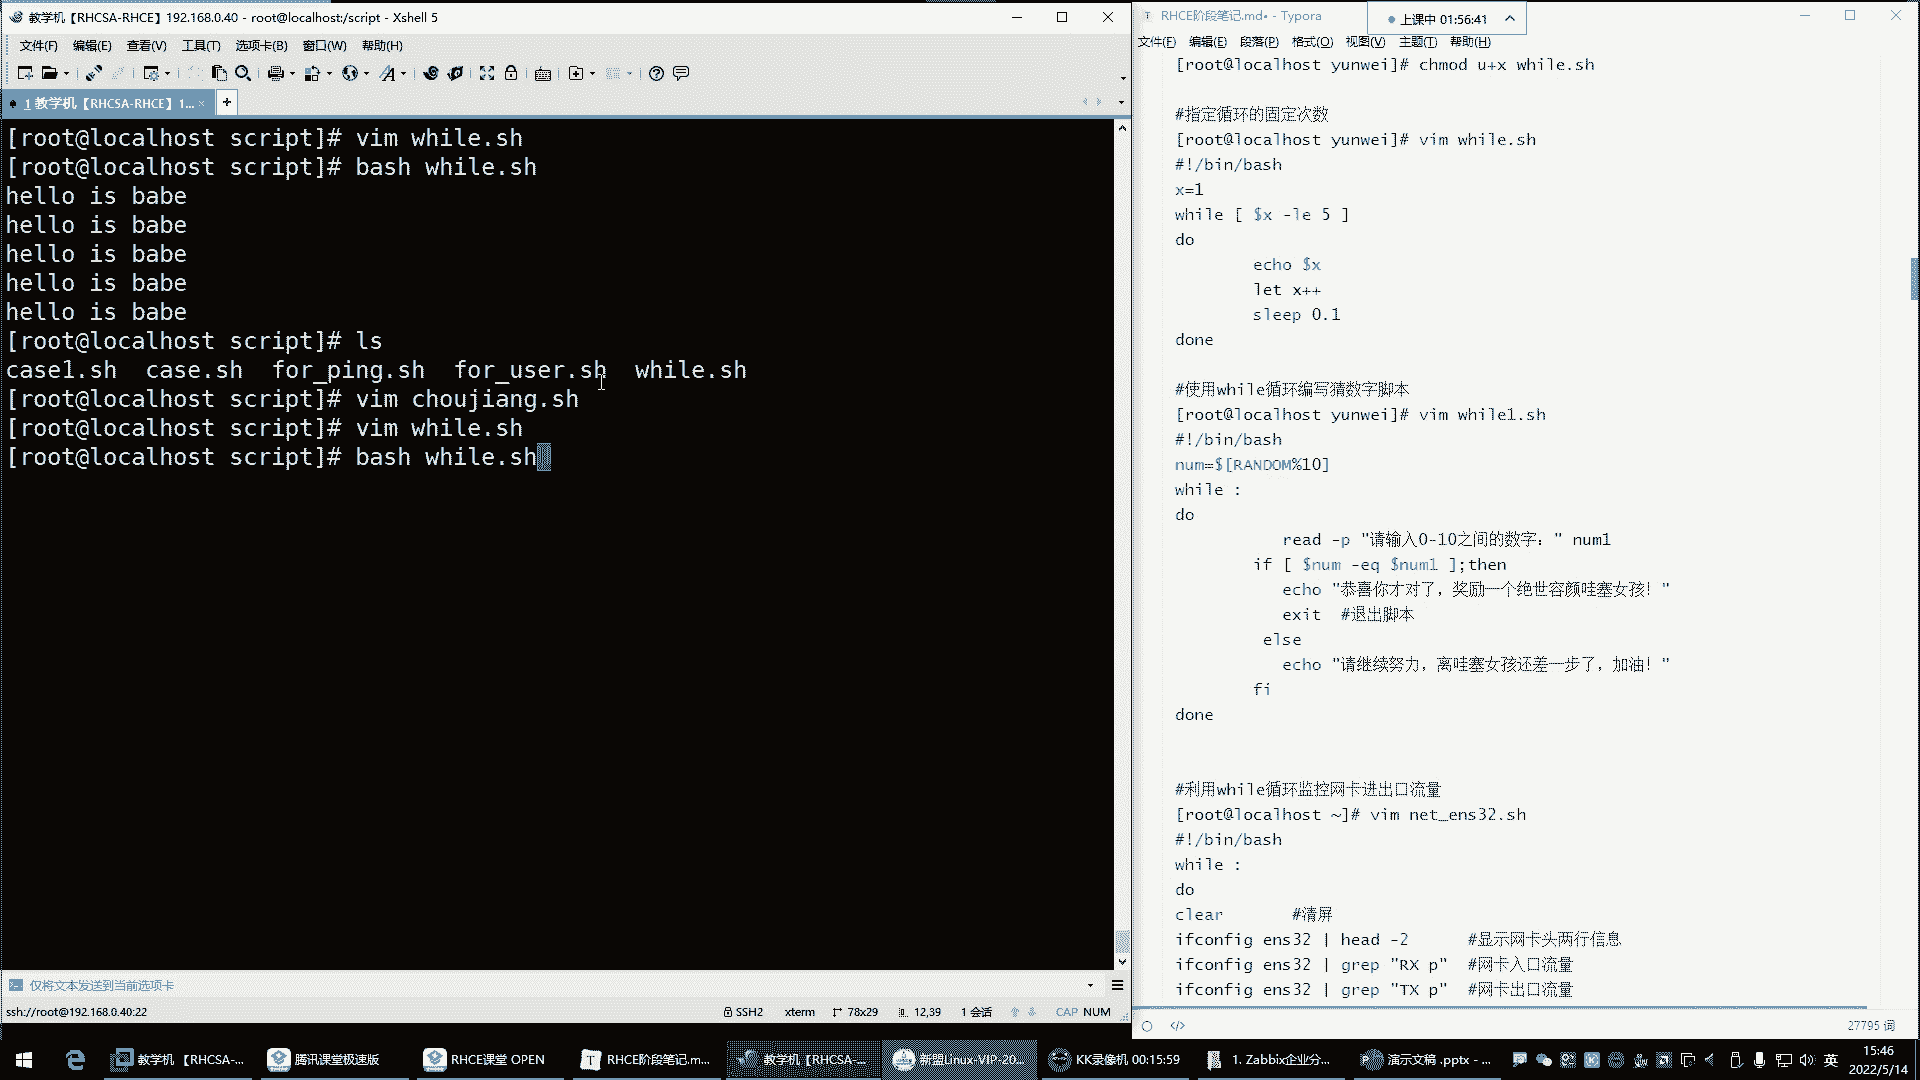 教学机【RHCSA-RHCE】192.168.0.40 - root@localhost:/script - Xshell 5
文件(F) 编辑(E) 查看(V) 工具(T) 选项卡(B) 窗口(W) 帮助(H)
1 教学机【RHCSA-RHCE】1...
[root@localhost script]# vim while.sh
[root@localhost script]# bash while.sh
hello is babe
hello is babe
hello is babe
hello is babe
hello is babe
[root@localhost script]# ls
case1.sh case.sh for_ping.sh for_user.sh while.sh
[root@localhost script]# vim choujiang.sh
[root@localhost script]# vim while.sh
[root@localhost script]# bash while.sh
仅将文本发送到当前选项卡
ssh://root@192.168.0.40:22 SSH2 xterm 78x29 12,39 1 会话 CAP NUM
RHCE阶段笔记.md• - Typora
上课中 01:56:41
文件(F) 编辑(E) 段落(P) 格式(O) 视图(V) 主题(T) 帮助(H)
[root@localhost yunwei]# chmod u+x while.sh
#指定循环的固定次数
[root@localhost yunwei]# vim while.sh
#!/bin/bash
x=1
while [ $x -le 5 ]
do
echo $x
let x++
sleep 0.1
done
#使用while循环编写猜数字脚本
[root@localhost yunwei]# vim while1.sh
#!/bin/bash
num=$[RANDOM%10]
while :
do
read -p "请输入0-10之间的数字：" num1
if [ $num -eq $num1 ];then
echo "恭喜你才对了，奖励一个绝世容颜哇塞女孩！"
exit #退出脚本
else
echo "请继续努力，离哇塞女孩还差一步了，加油！"
fi
done
#利用while循环监控网卡进出口流量
[root@localhost ~]# vim net_ens32.sh
#!/bin/bash
while :
do
clear #清屏
ifconfig ens32 | head -2 #显示网卡头两行信息
ifconfig ens32 | grep "RX p" #网卡入口流量
ifconfig ens32 | grep "TX p" #网卡出口流量
</> 27795 词
教学机 【RHCSA-... 腾讯课堂极速版 RHCE课堂 OPEN RHCE阶段笔记.m... 教学机【RHCSA-... 新盟Linux-VIP-20... KK录像机 00:15:59 1. Zabbix企业分... 演示文稿 .pptx - ... 英
15:46
2022/5/14